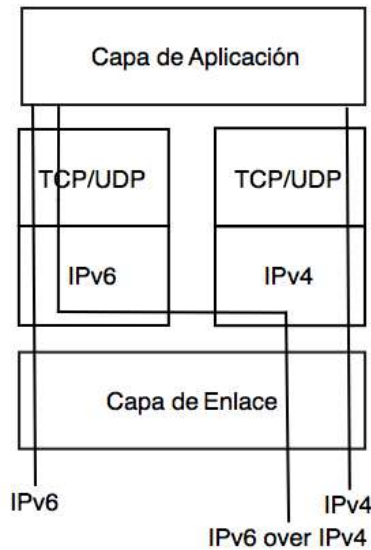 Capa de Aplicación
TCP/UDP TCP/UDP
IPv6 IPv4
Capa de Enlace
IPv6 IPv4
IPv6 over IPv4